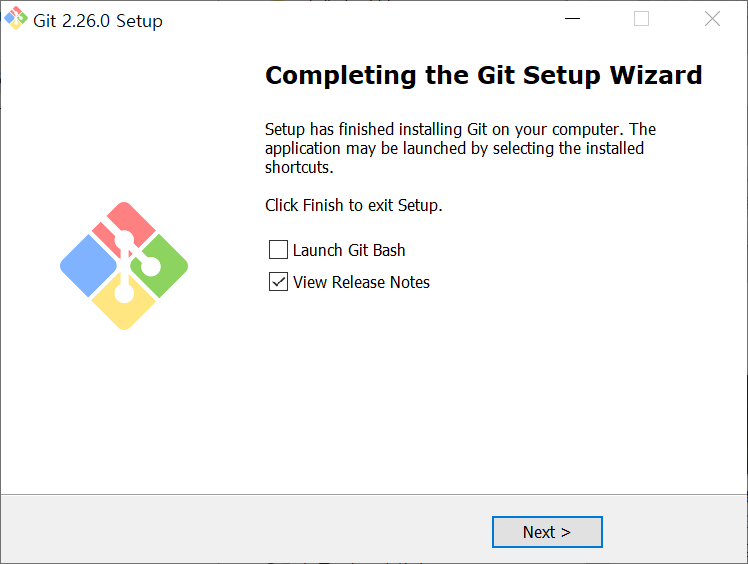 Git 2.26.0 Setup
Completing the Git Setup Wizard
Setup has finished installing Git on your computer. The
application may be launched by selecting the installed
shortcuts.
Click Finish to exit Setup.
Launch Git Bash
View Release Notes
Next >